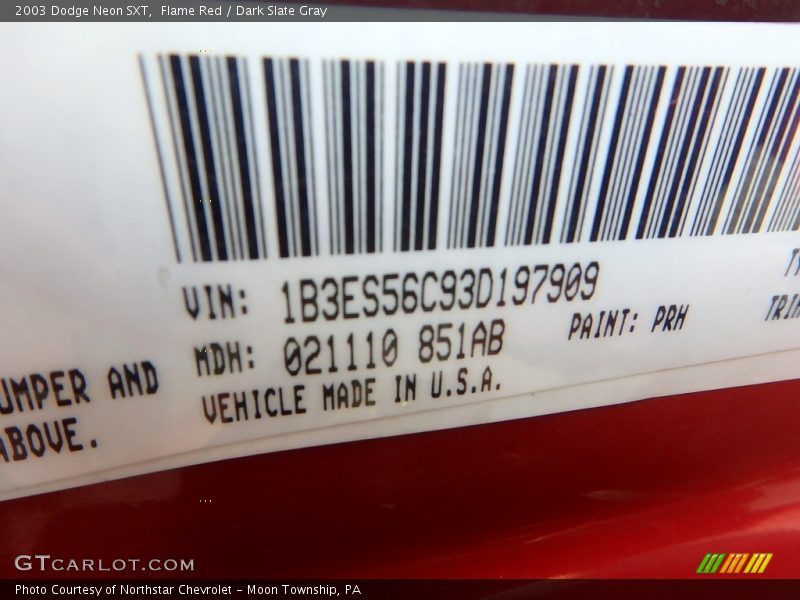 2003 Dodge Neon SXT, Flame Red / Dark Slate Gray
VIN: 1B3ES56C93D197909
MDH: 021110 851AB PAINT: PRH
VEHICLE MADE IN U.S.A.
UMPER AND
ABOVE.
GTCARLOT.COM
Photo Courtesy of Northstar Chevrolet - Moon Township, PA